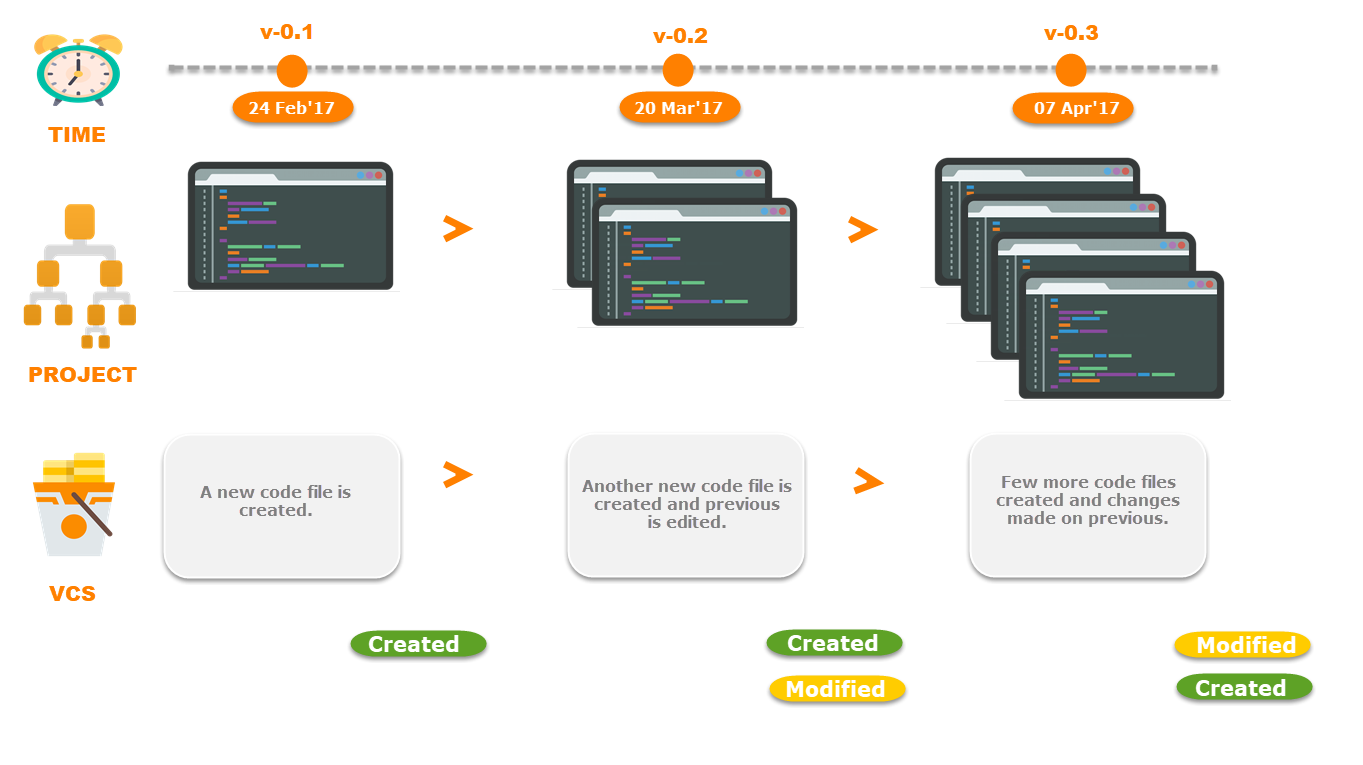 v-0.1
v-0.2
v-0.3
24 Feb'17
20 Mar'17
07 Apr'17
TIME
PROJECT
A new code file is
created.
Another new code file is
created and previous
is edited.
Few more code files
created and changes
made on previous.
VCS
Created
Created
Modified
Modified
Created